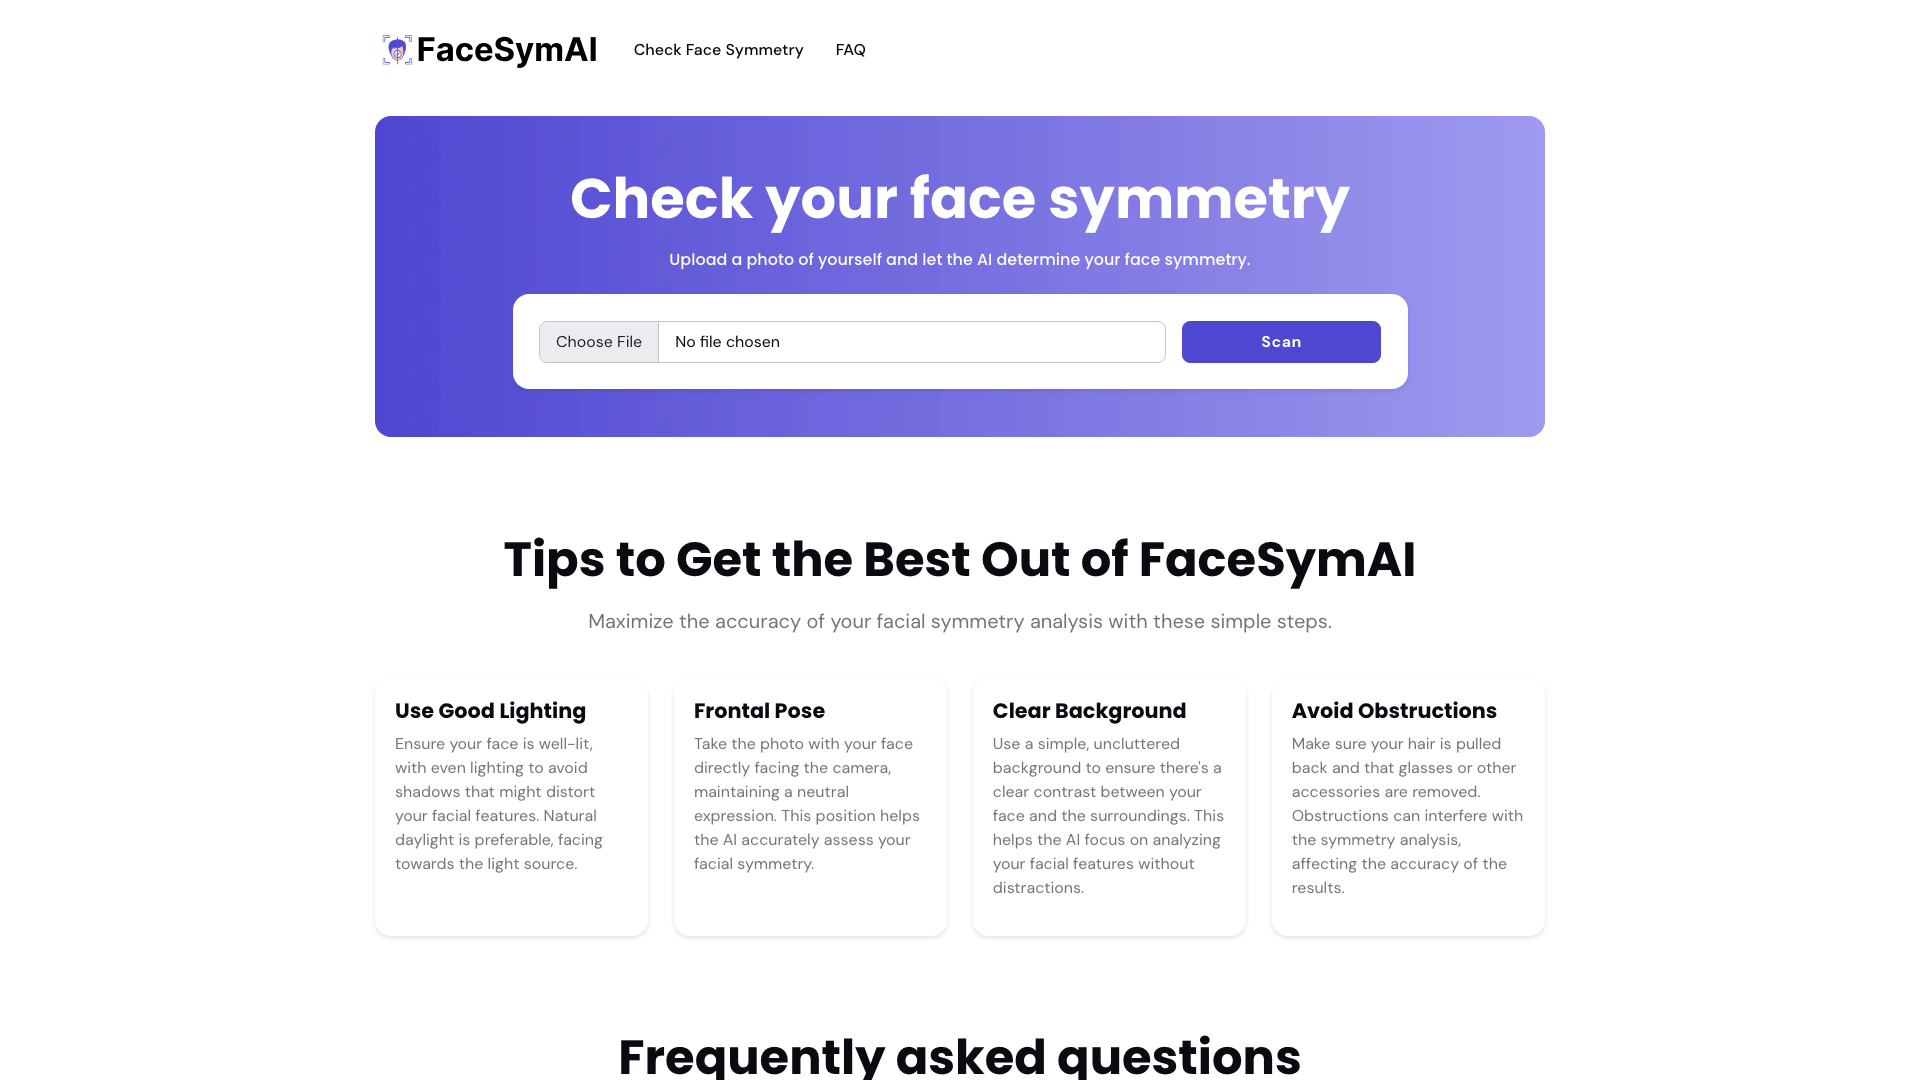 FaceSymAI
Check Face Symmetry
FAQ
Check your face symmetry
Upload a photo of yourself and let the AI determine your face symmetry.
Choose File
No file chosen
Scan
Tips to Get the Best Out of FaceSymAI
Maximize the accuracy of your facial symmetry analysis with these simple steps.
Use Good Lighting
Ensure your face is well-lit,
with even lighting to avoid
shadows that might distort
your facial features. Natural
daylight is preferable, facing
towards the light source.
Frontal Pose
Take the photo with your face
directly facing the camera,
maintaining a neutral
expression. This position helps
the AI accurately assess your
facial symmetry.
Clear Background
Use a simple, uncluttered
background to ensure there's a
clear contrast between your
face and the surroundings. This
helps the AI focus on analyzing
your facial features without
distractions.
Avoid Obstructions
Make sure your hair is pulled
back and that glasses or other
accessories are removed.
Obstructions can interfere with
the symmetry analysis,
affecting the accuracy of the
results.
Frequently asked questions